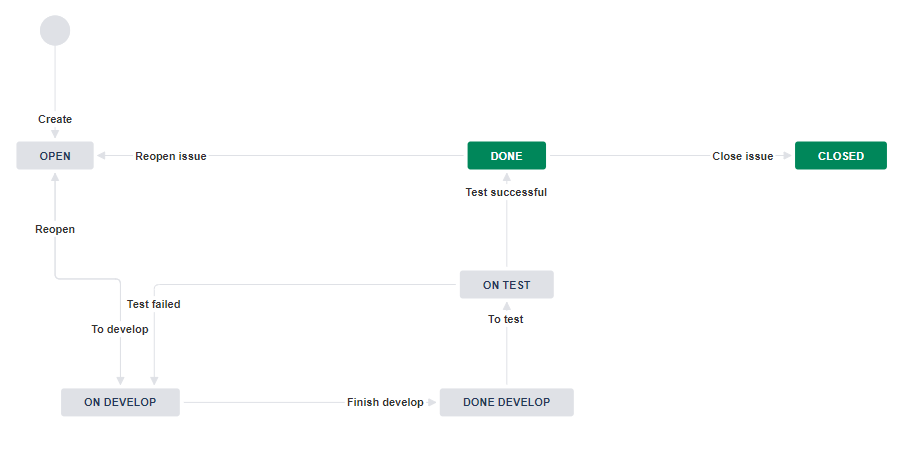 Create
OPEN
Reopen issue
DONE
Close issue
CLOSED
Test successful
Reopen
ON TEST
Test failed
To test
To develop
ON DEVELOP
Finish develop
DONE DEVELOP